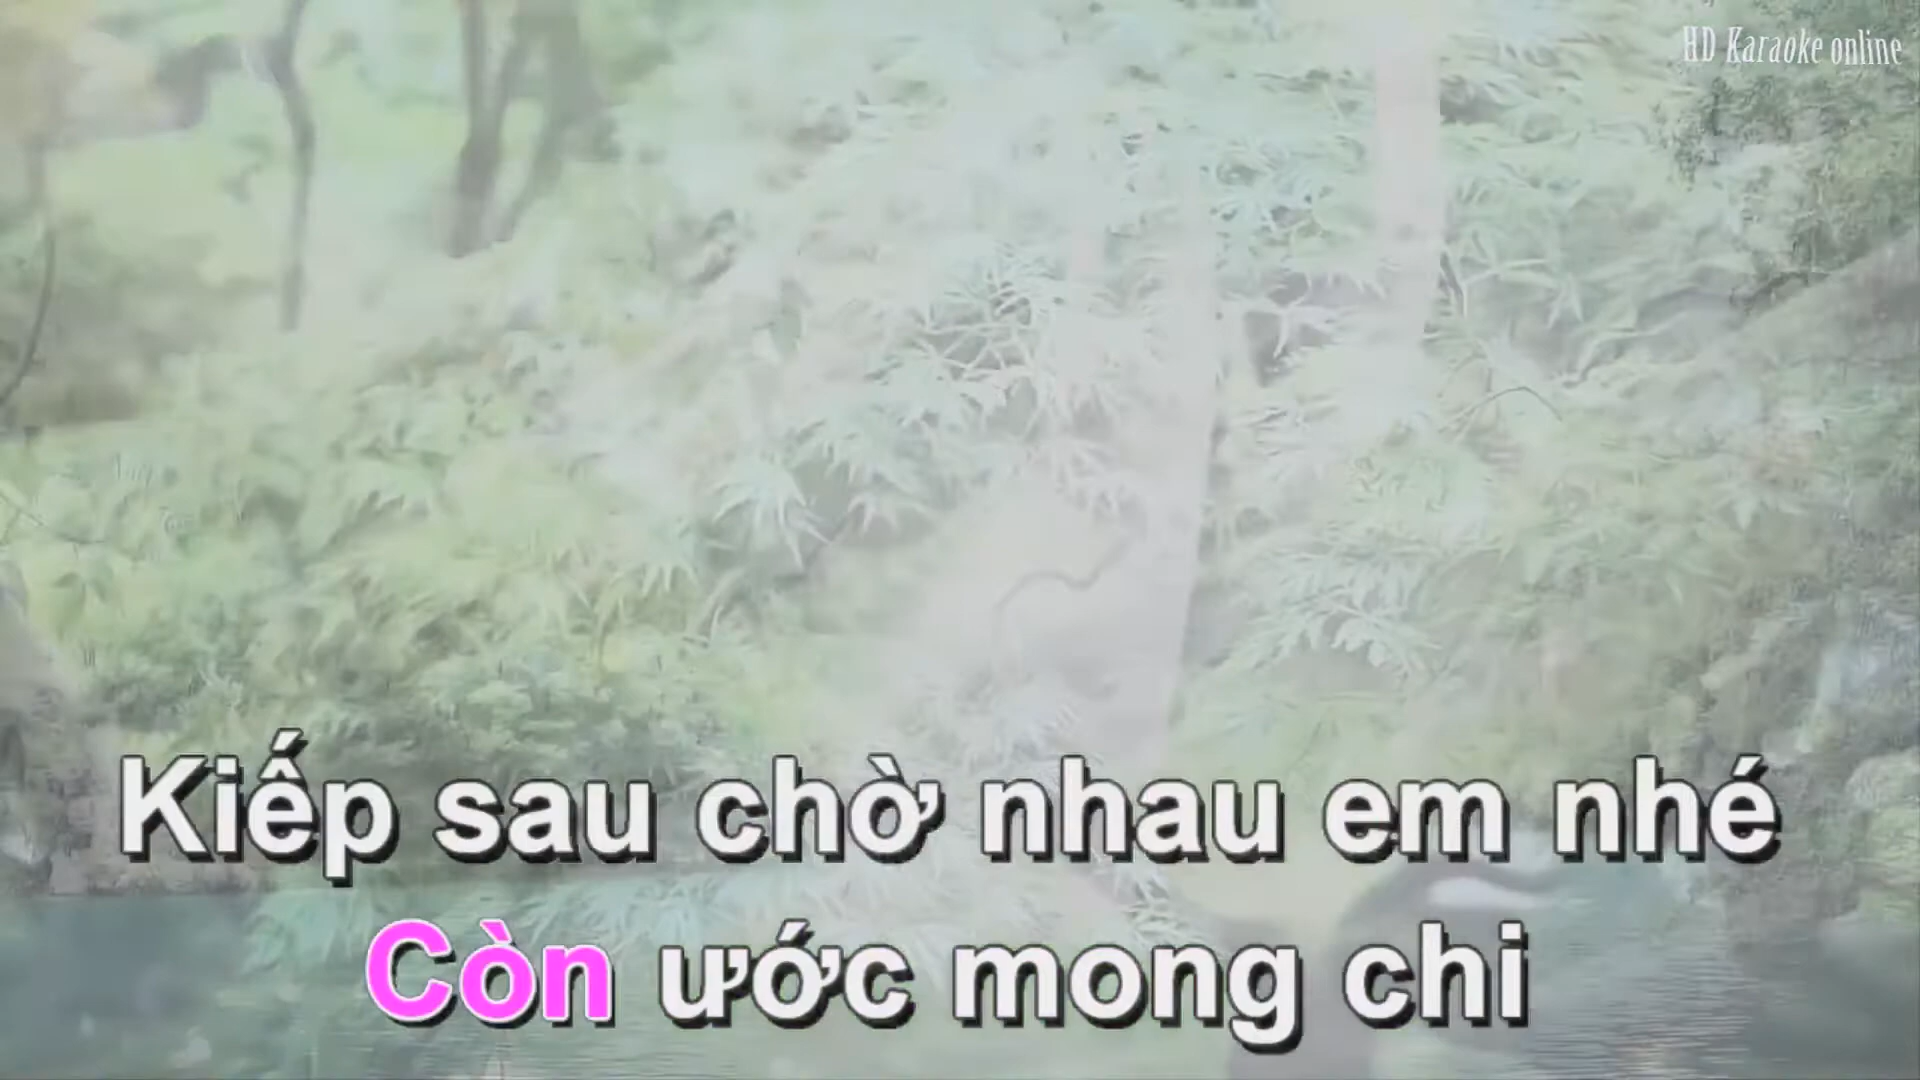 HD Karaoke online
Kiếp sau chờ nhau em nhé
Còn ước mong chi